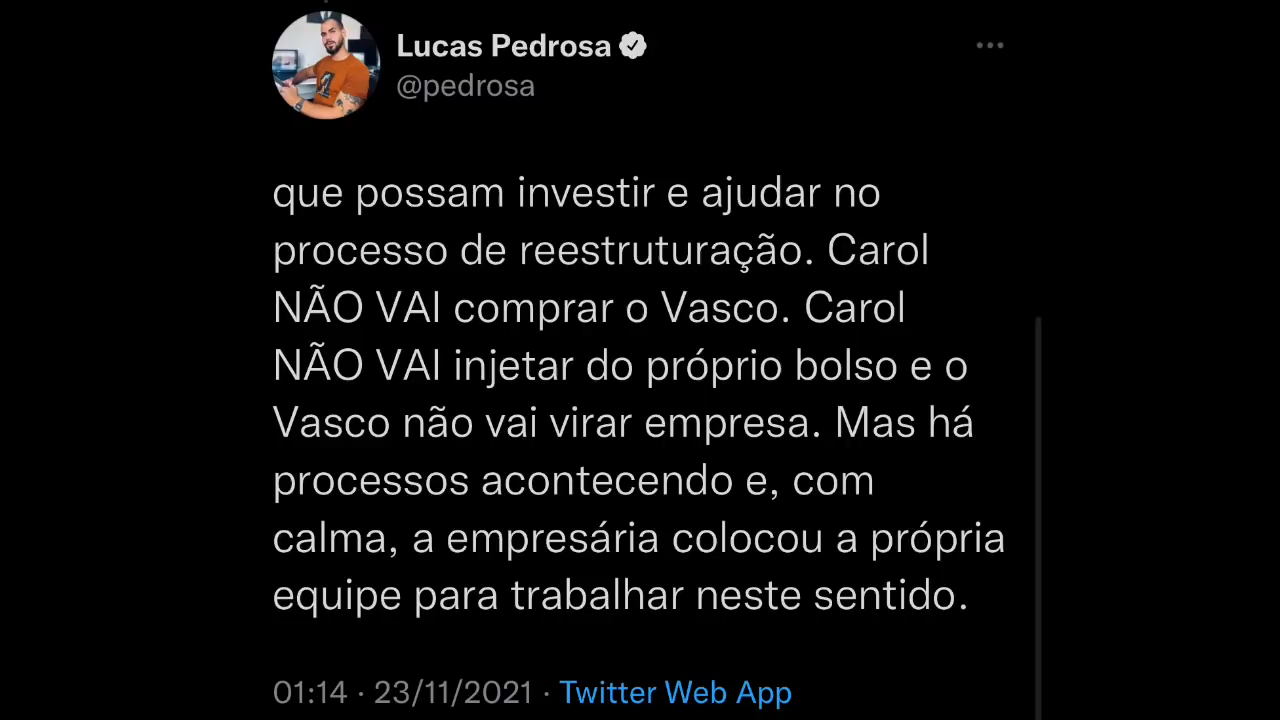 Lucas Pedrosa
@pedrosa
que possam investir e ajudar no
processo de reestruturação. Carol
NÃO VAI comprar o Vasco. Carol
NÃO VAI injetar do próprio bolso e o
Vasco não vai virar empresa. Mas há
processos acontecendo e, com
calma, a empresária colocou a própria
equipe para trabalhar neste sentido.
01:14 · 23/11/2021 · Twitter Web App